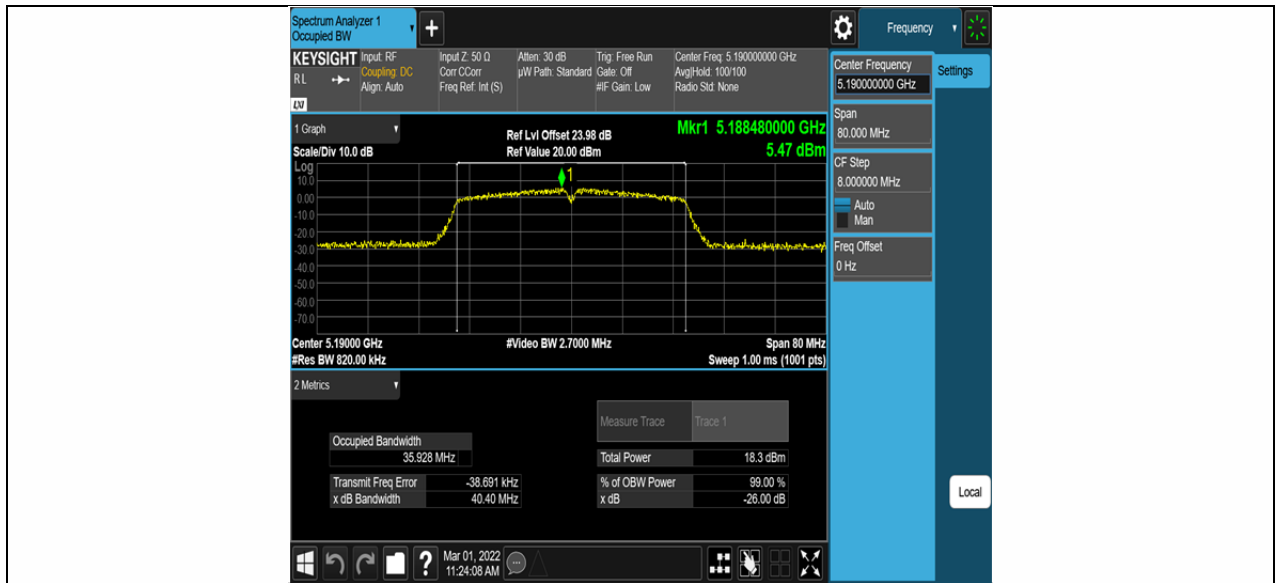 Spectrum Analyzer 1
Occupied BW
+
Frequency
KEYSIGHT
RL
LXI
Input: RF
Coupling: DC
Align: Auto
Input Z: 50 Ω
Corr CCorr
Freq Ref: Int (S)
Atten: 30 dB
µW Path: Standard
Trig: Free Run
Gate: Off
#IF Gain: Low
Center Freq: 5.190000000 GHz
Avg|Hold: 100/100
Radio Std: None
Center Frequency
5.190000000 GHz
Settings
Span
80.000 MHz
CF Step
8.000000 MHz
Auto
Man
Freq Offset
0 Hz
Local
1 Graph
Scale/Div 10.0 dB
Ref Lvl Offset 23.98 dB
Ref Value 20.00 dBm
Mkr1 5.188480000 GHz
5.47 dBm
Log
1
10.0
0.00
-10.0
-20.0
-30.0
-40.0
-50.0
-60.0
-70.0
Center 5.19000 GHz
#Video BW 2.7000 MHz
Span 80 MHz
#Res BW 820.00 kHz
Sweep 1.00 ms (1001 pts)
2 Metrics
Measure Trace Trace 1
Occupied Bandwidth
35.928 MHz
Total Power 18.3 dBm
Transmit Freq Error -38.691 kHz
% of OBW Power 99.00 %
x dB Bandwidth 40.40 MHz
x dB -26.00 dB
?
Mar 01, 2022
11:24:08 AM